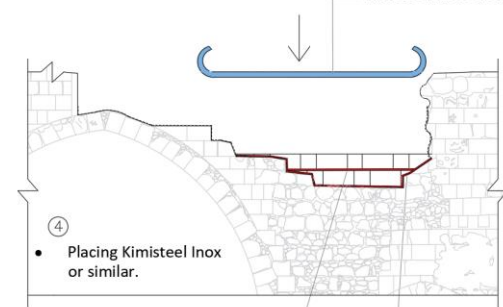 ④
● Placing Kimisteel Inox
or similar.